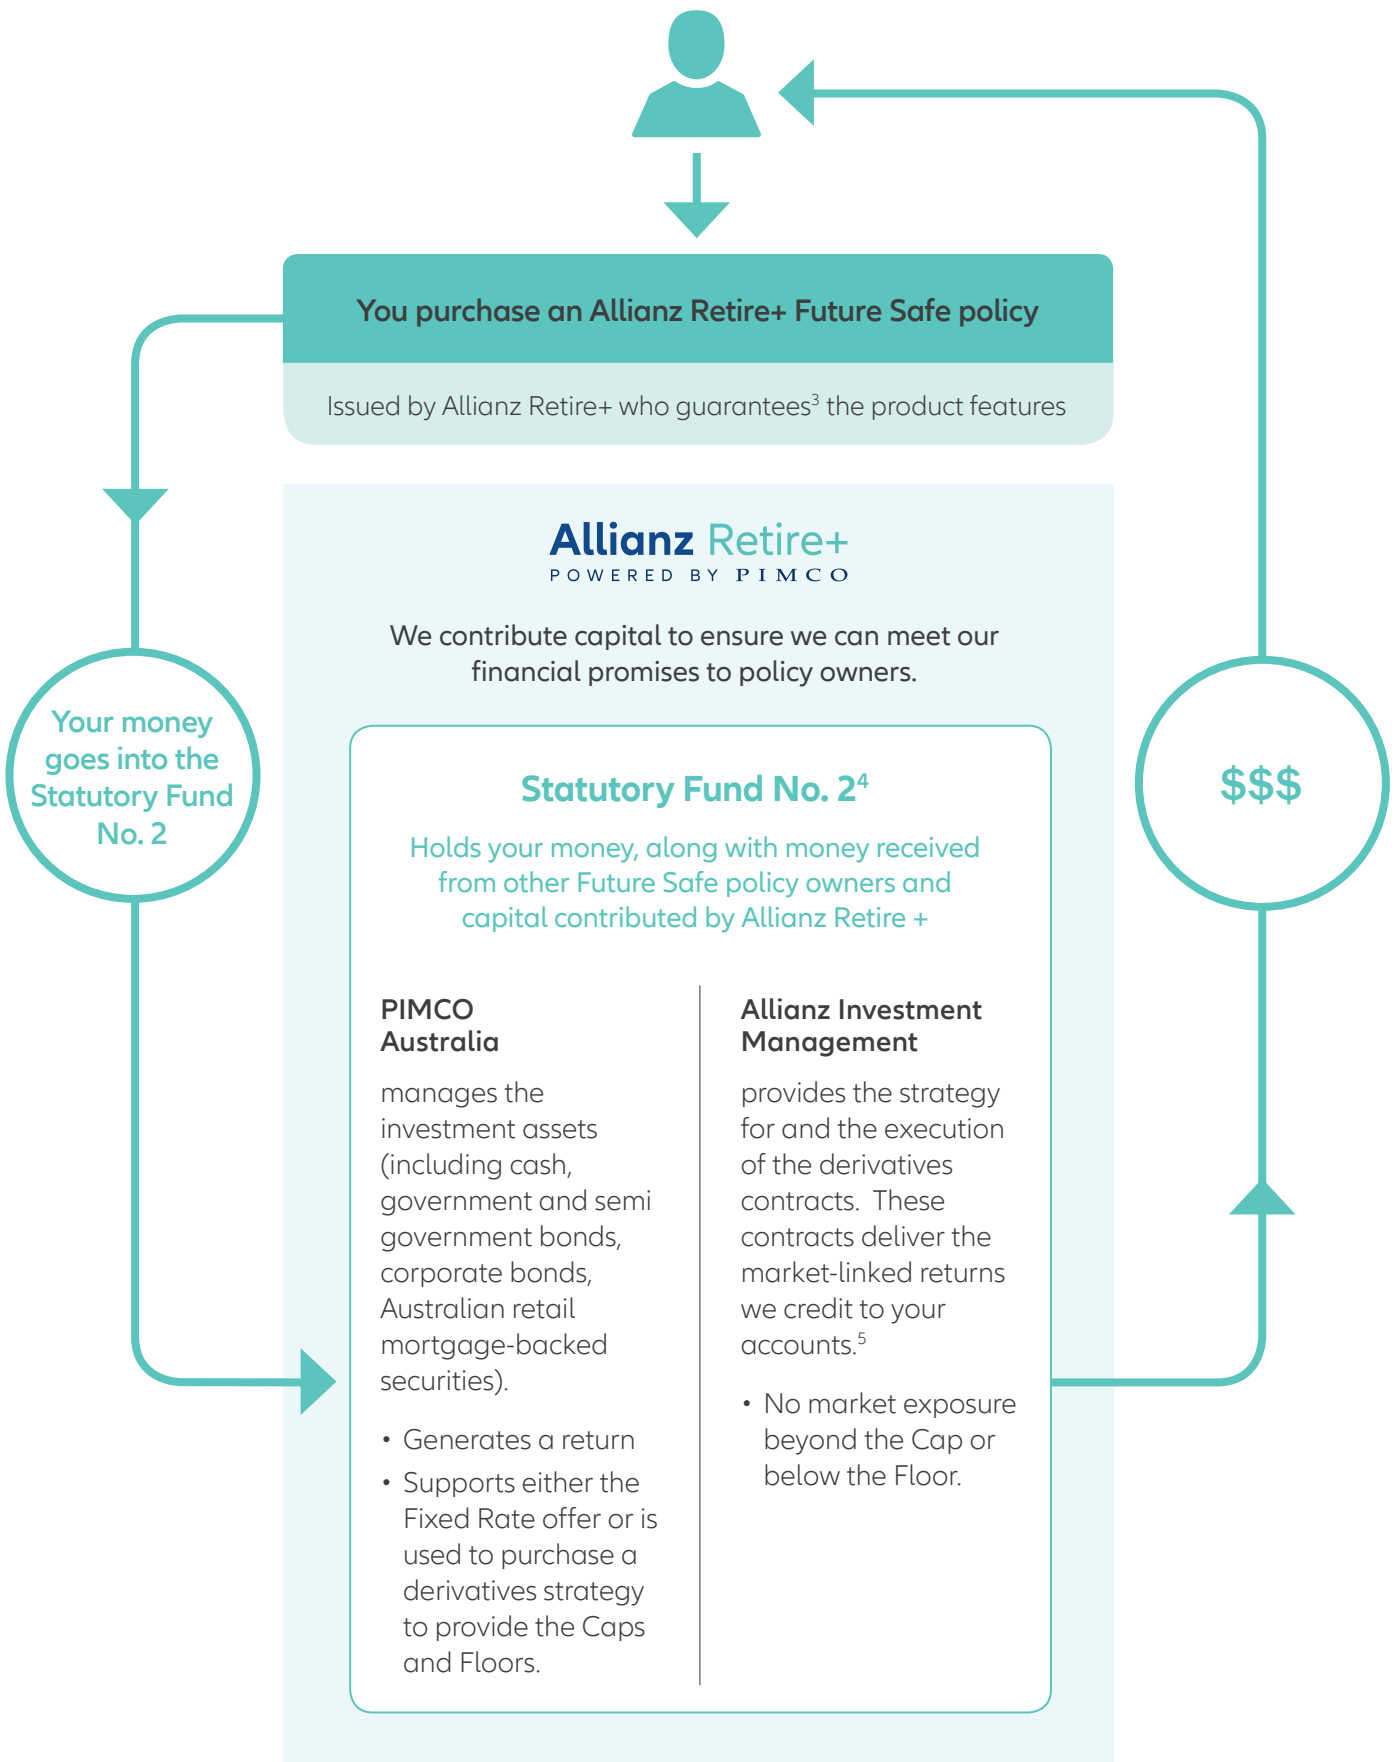 You purchase an Allianz Retire+ Future Safe policy
Issued by Allianz Retire+ who guarantees³ the product features
Allianz Retire+
POWERED BY PIMCO
We contribute capital to ensure we can meet our
financial promises to policy owners.
Your money
goes into the
Statutory Fund
No. 2
Statutory Fund No. 2⁴
Holds your money, along with money received
from other Future Safe policy owners and
capital contributed by Allianz Retire +
PIMCO
Australia
manages the
investment assets
(including cash,
government and semi
government bonds,
corporate bonds,
Australian retail
mortgage-backed
securities).
• Generates a return
• Supports either the
Fixed Rate offer or is
used to purchase a
derivatives strategy
to provide the Caps
and Floors.
Allianz Investment
Management
provides the strategy
for and the execution
of the derivatives
contracts. These
contracts deliver the
market-linked returns
we credit to your
accounts.⁵
• No market exposure
beyond the Cap or
below the Floor.
$$$